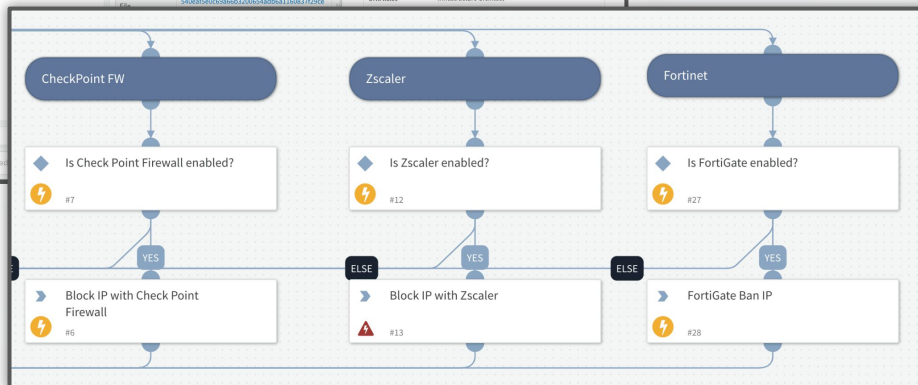 File
CheckPoint FW
Zscaler
Fortinet
Is Check Point Firewall enabled?
#7
Is Zscaler enabled?
#12
Is FortiGate enabled?
#27
YES
YES
YES
ELSE
ELSE
Block IP with Check Point
Firewall
#6
Block IP with Zscaler
#13
FortiGate Ban IP
#28